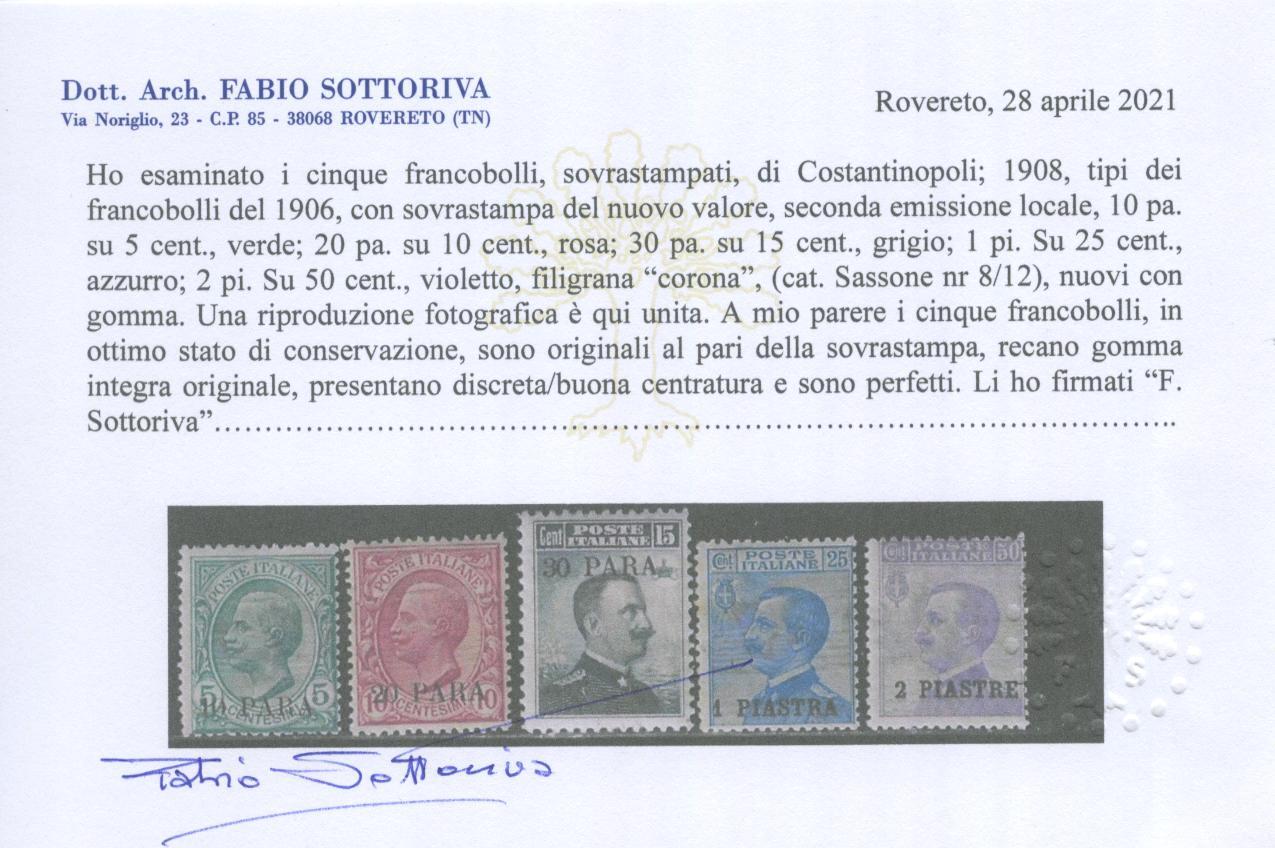 Dott. Arch. FABIO SOTTORIVA
Via Noriglio, 23 - C.P. 85 - 38068 ROVERETO (TN)
Rovereto, 28 aprile 2021
Ho esaminato i cinque francobolli, sovrastampati, di Costantinopoli; 1908, tipi dei
francobolli del 1906, con sovrastampa del nuovo valore, seconda emissione locale, 10 pa.
su 5 cent., verde; 20 pa. su 10 cent., rosa; 30 pa. su 15 cent., grigio; 1 pi. Su 25 cent.,
azzurro; 2 pi. Su 50 cent., violetto, filigrana “corona”, (cat. Sassone nr 8/12), nuovi con
gomma. Una riproduzione fotografica è qui unita. A mio parere i cinque francobolli, in
ottimo stato di conservazione, sono originali al pari della sovrastampa, recano gomma
integra originale, presentano discreta/buona centratura e sono perfetti. Li ho firmati “F.
Sottoriva”……………………………………………………………………………………..
POSTE ITALIANE
5 CENTESIMI 5
10 PARA
POSTE ITALIANE
10 CENTESIMI 10
20 PARA
Cent POSTE ITALIANE 15
30 PARA
Cent. POSTE ITALIANE 25
1 PIASTRA
Cent. POSTE ITALIANE 50
2 PIASTRE
S
Fabio Sottoriva